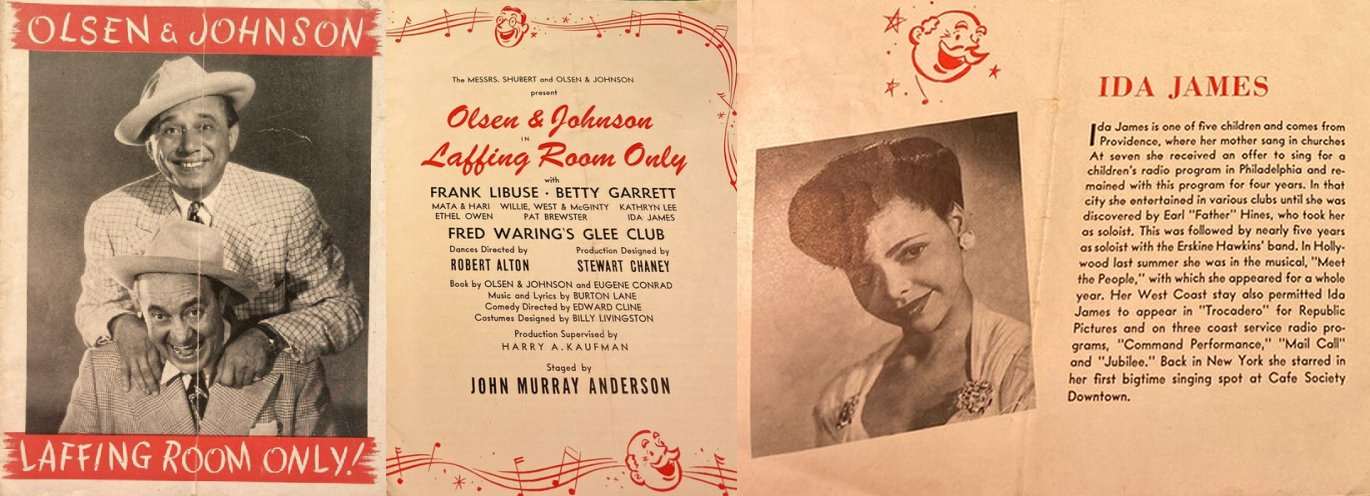 OLSEN & JOHNSON
LAFFING ROOM ONLY!
The MESSRS. SHUBERT and OLSEN & JOHNSON
present
Olsen & Johnson
IN
Laffing Room Only
with
FRANK LIBUSE · BETTY GARRETT
MATA & HARI WILLIE, WEST & McGINTY KATHRYN LEE
ETHEL OWEN PAT BREWSTER IDA JAMES
FRED WARING'S GLEE CLUB
Dances Directed by Production Designed by
ROBERT ALTON STEWART CHANEY
Book by OLSEN & JOHNSON and EUGENE CONRAD
Music and Lyrics by BURTON LANE
Comedy Directed by EDWARD CLINE
Costumes Designed by BILLY LIVINGSTON
Production Supervised by
HARRY A. KAUFMAN
Staged by
JOHN MURRAY ANDERSON
IDA JAMES
Ida James is one of five children and comes from
Providence, where her mother sang in churches
At seven she received an offer to sing for a
children's radio program in Philadelphia and re-
mained with this program for four years. In that
city she entertained in various clubs until she was
discovered by Earl "Father" Hines, who took her
as soloist. This was followed by nearly five years
as soloist with the Erskine Hawkins' band. In Holly-
wood last summer she was in the musical, "Meet
the People," with which she appeared for a whole
year. Her West Coast stay also permitted Ida
James to appear in "Trocadero" for Republic
Pictures and on three coast service radio pro-
grams, "Command Performance," "Mail Call"
and "Jubilee." Back in New York she starred in
her first bigtime singing spot at Cafe Society
Downtown.